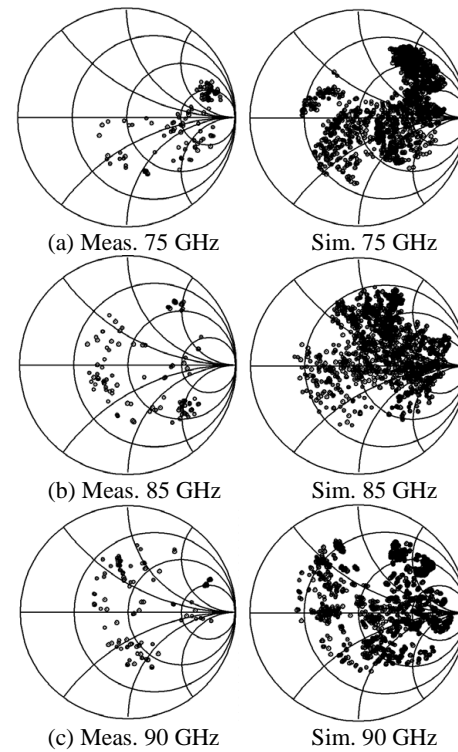 (a) Meas. 75 GHz Sim. 75 GHz
(b) Meas. 85 GHz Sim. 85 GHz
(c) Meas. 90 GHz Sim. 90 GHz